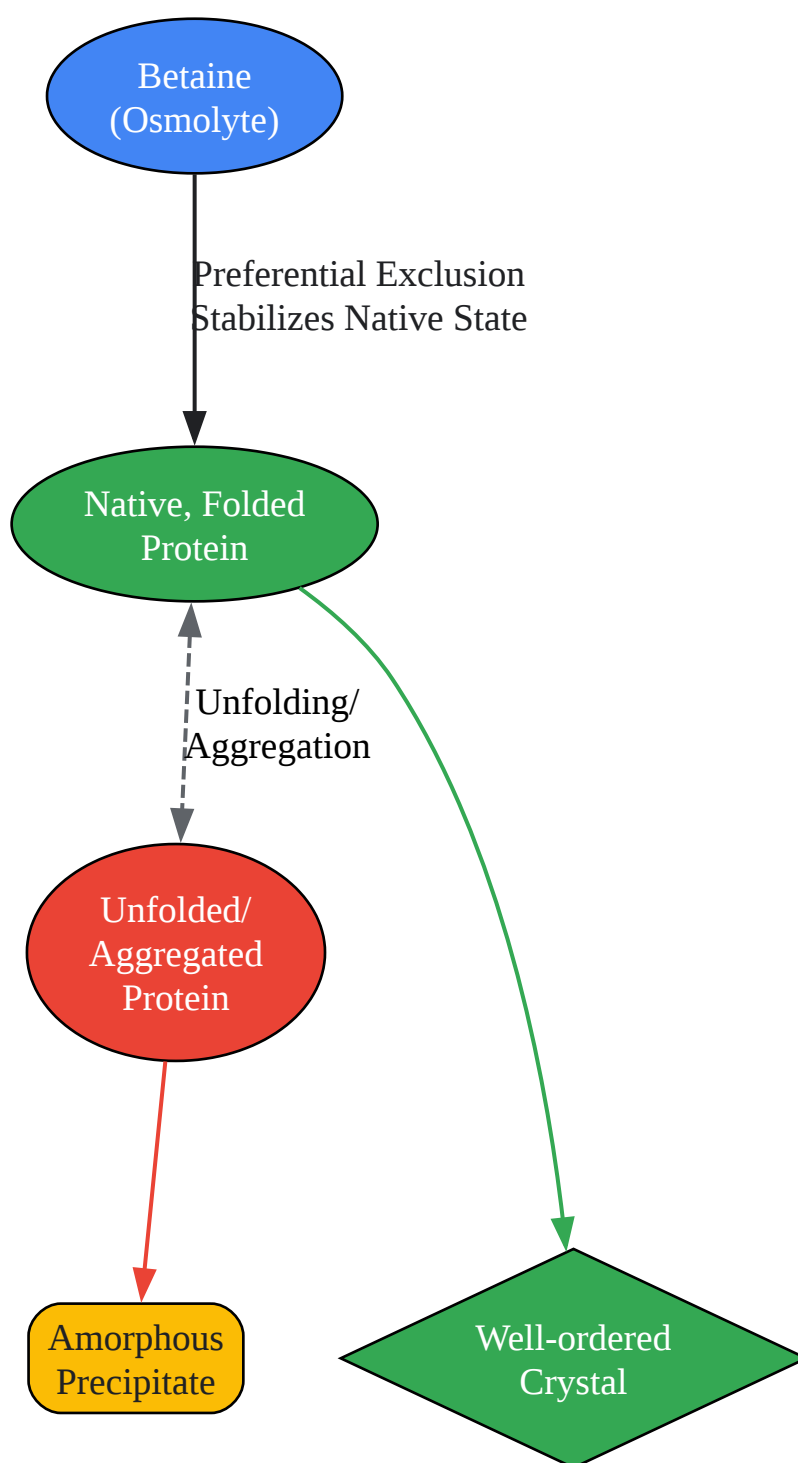 Betaine
(Osmolyte)
Preferential Exclusion
Stabilizes Native State
Native, Folded
Protein
Unfolding/
Aggregation
Unfolded/
Aggregated
Protein
Amorphous
Precipitate
Well-ordered
Crystal